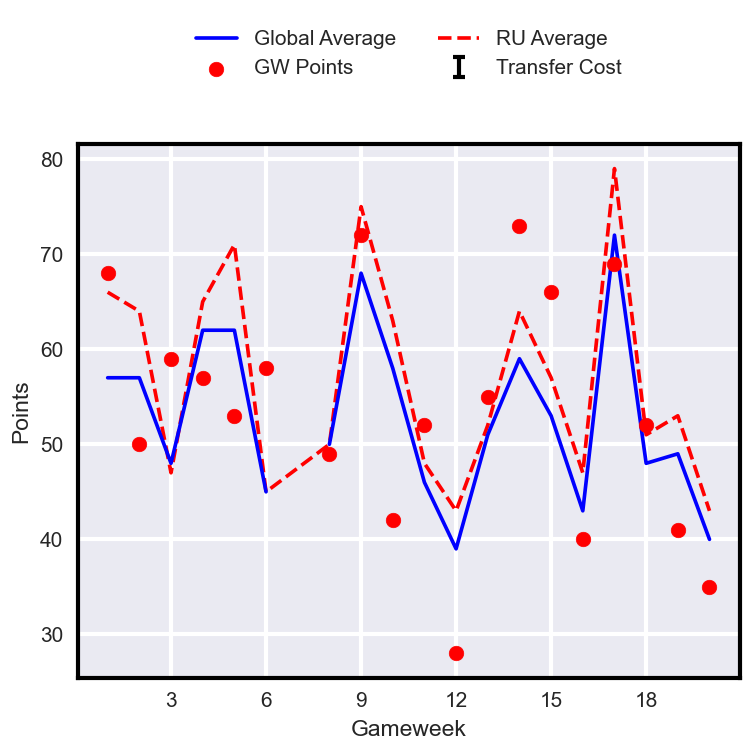 Global Average
RU Average
GW Points
Transfer Cost
80
70
60
50
40
30
Points
3
6
9
12
15
18
Gameweek